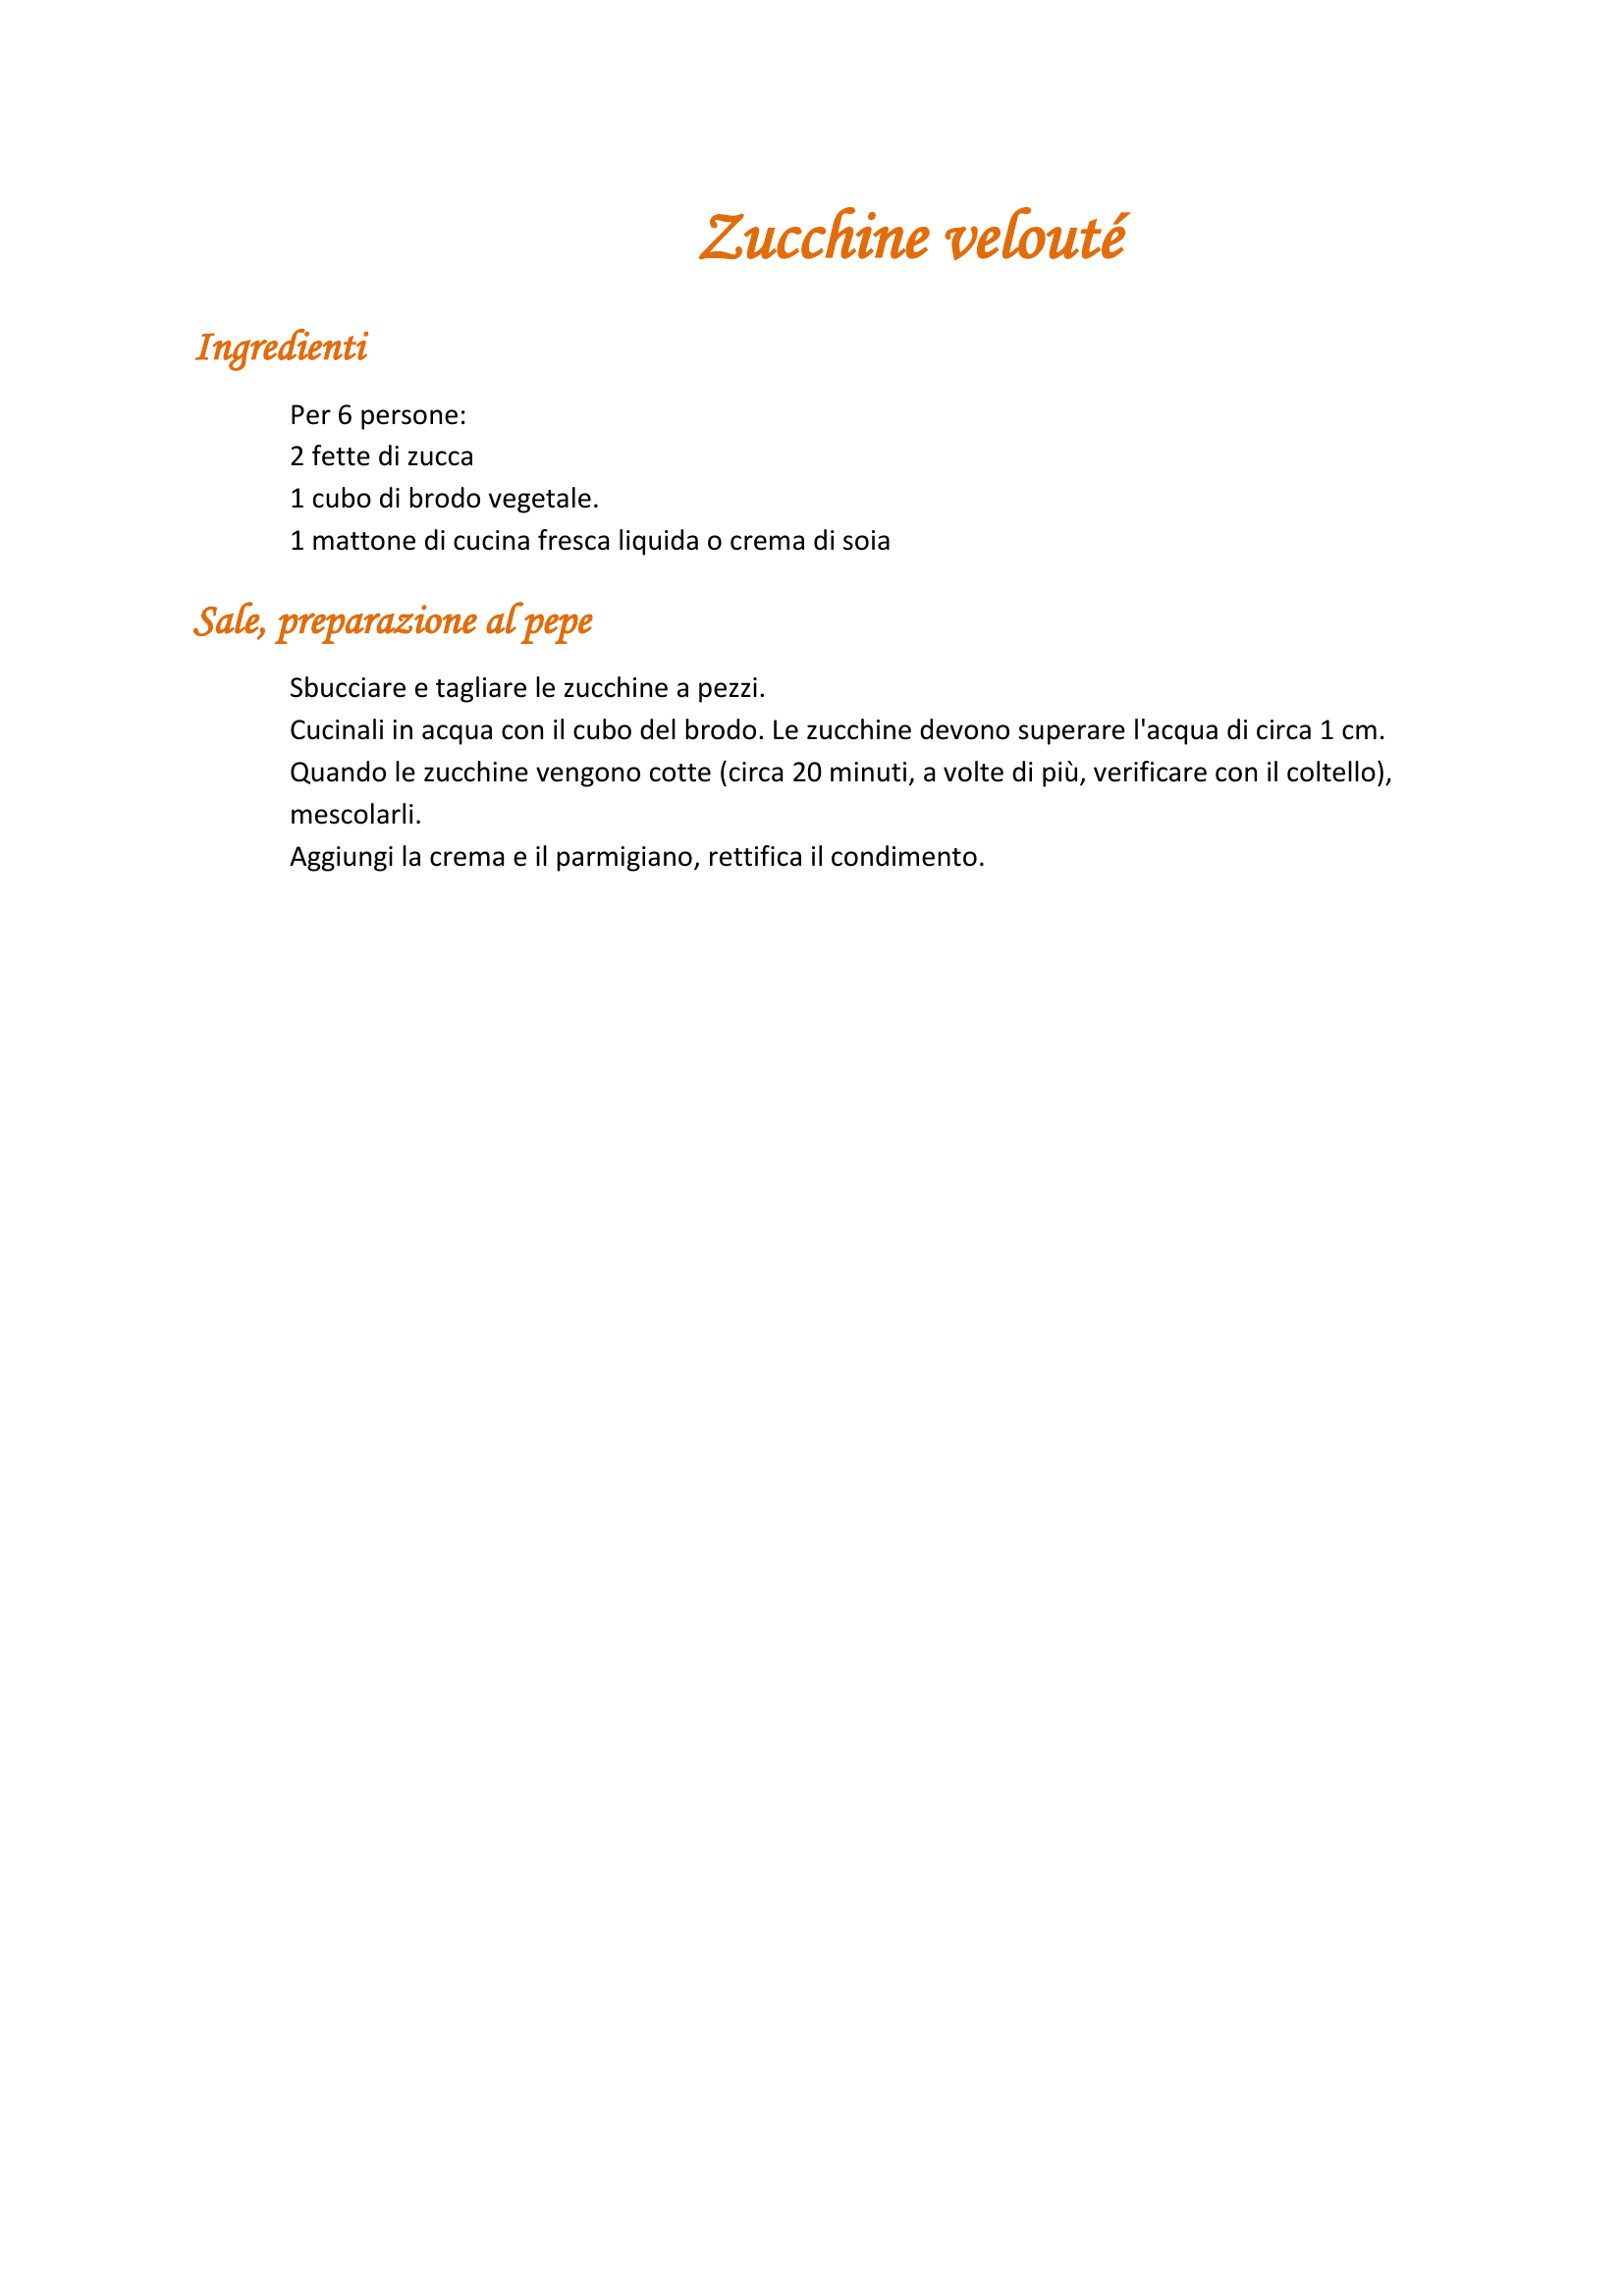 Zucchine velouté
Ingredienti
Per 6 persone:
2 fette di zucca
1 cubo di brodo vegetale.
1 mattone di cucina fresca liquida o crema di soia
Sale, preparazione al pepe
Sbucciare e tagliare le zucchine a pezzi.
Cucinali in acqua con il cubo del brodo. Le zucchine devono superare l'acqua di circa 1 cm.
Quando le zucchine vengono cotte (circa 20 minuti, a volte di più, verificare con il coltello),
mescolarli.
Aggiungi la crema e il parmigiano, rettifica il condimento.